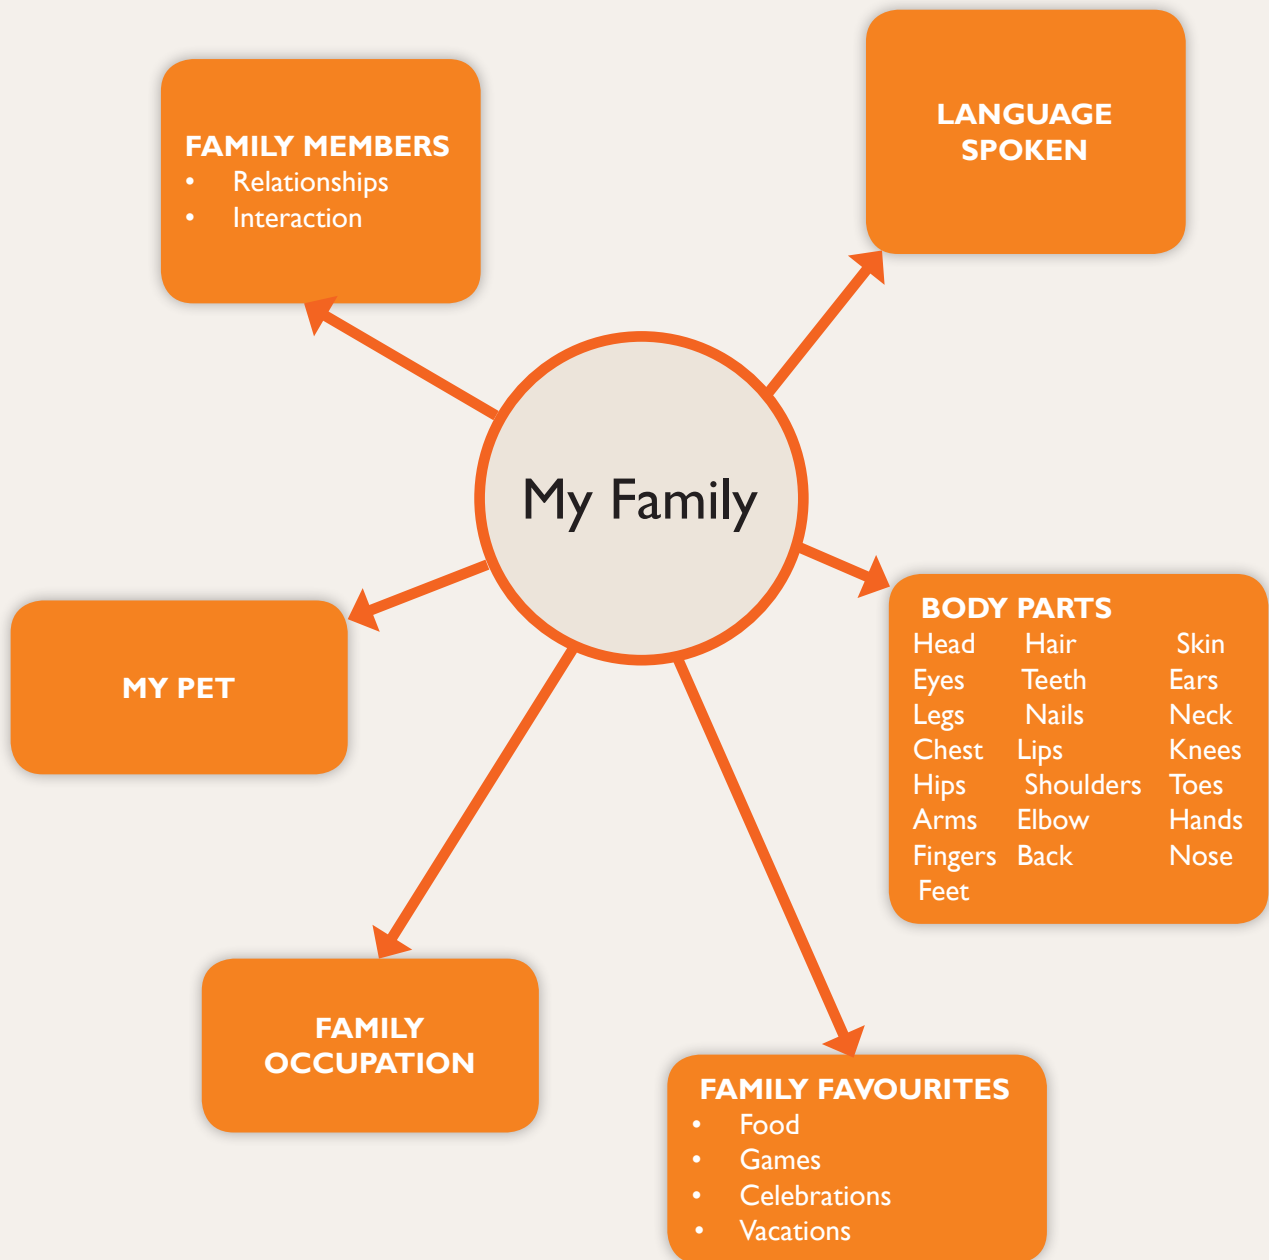 FAMILY MEMBERS
• Relationships
• Interaction
LANGUAGE
SPOKEN
My Family
MY PET
BODY PARTS
Head Hair Skin
Eyes Teeth Ears
Legs Nails Neck
Chest Lips Knees
Hips Shoulders Toes
Arms Elbow Hands
Fingers Back Nose
Feet
FAMILY
OCCUPATION
FAMILY FAVOURITES
• Food
• Games
• Celebrations
• Vacations